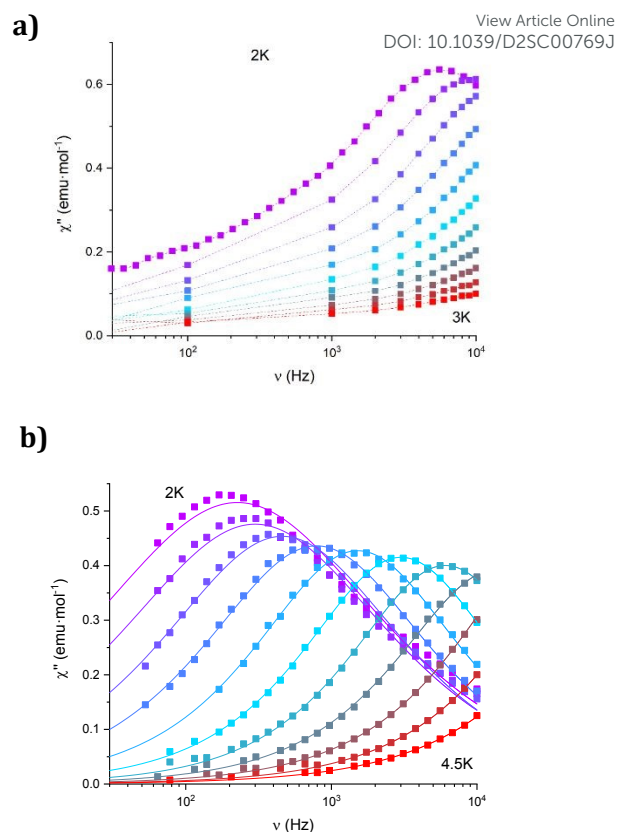 View Article Online
DOI: 10.1039/D2SC00769J
a)
2K
0.6
0.4
0.2
0.0
χ" (emu·mol⁻¹)
3K
10² 10³ 10⁴
ν (Hz)
b)
2K
0.5
0.4
0.3
0.2
0.1
0.0
χ" (emu·mol⁻¹)
4.5K
10² 10³ 10⁴
ν (Hz)